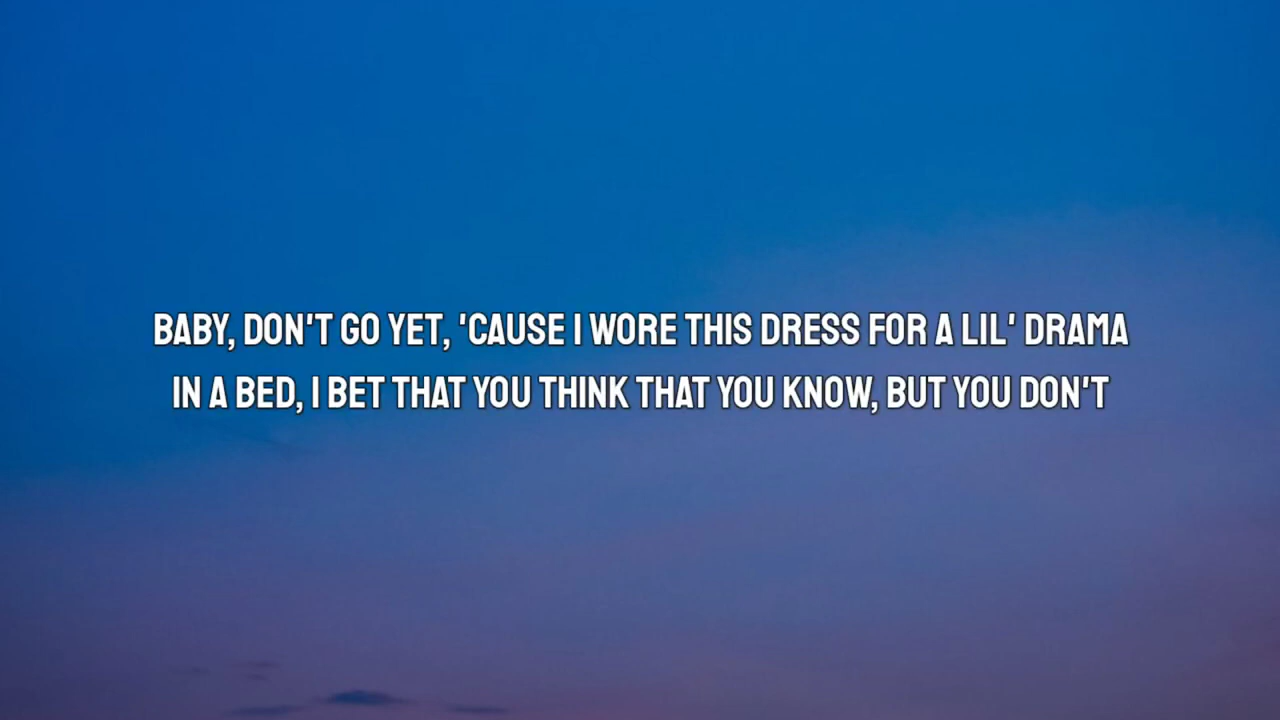 BABY, DON'T GO YET, 'CAUSE I WORE THIS DRESS FOR A LIL' DRAMA
IN A BED, I BET THAT YOU THINK THAT YOU KNOW, BUT YOU DON'T